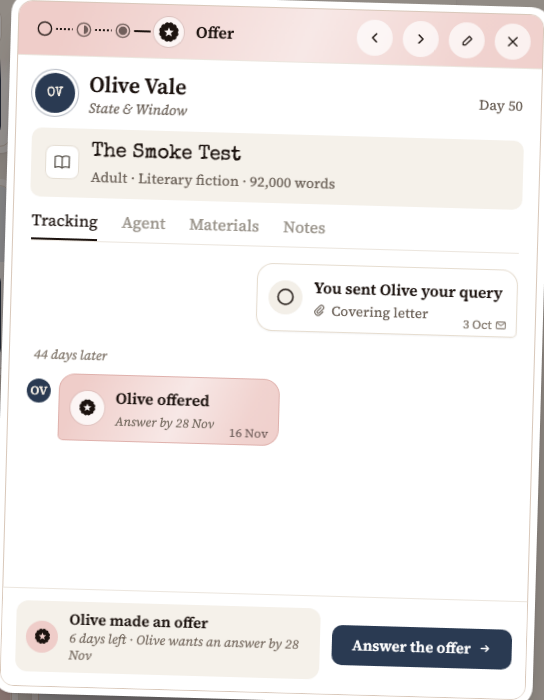 Offer
OV
Olive Vale
State & Window
Day 50
The Smoke Test
Adult · Literary fiction · 92,000 words
Tracking Agent Materials Notes
You sent Olive your query
Covering letter
3 Oct
44 days later
OV
Olive offered
Answer by 28 Nov
16 Nov
Olive made an offer
6 days left · Olive wants an answer by 28
Nov
Answer the offer →